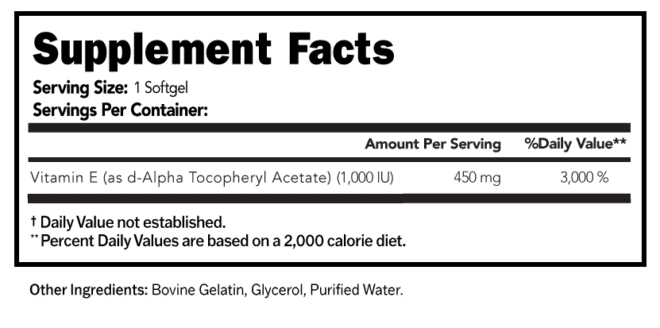 Supplement Facts
Serving Size: 1 Softgel
Servings Per Container:
Amount Per Serving %Daily Value**
Vitamin E (as d-Alpha Tocopheryl Acetate) (1,000 IU) 450 mg 3,000 %
† Daily Value not established.
** Percent Daily Values are based on a 2,000 calorie diet.
Other Ingredients: Bovine Gelatin, Glycerol, Purified Water.